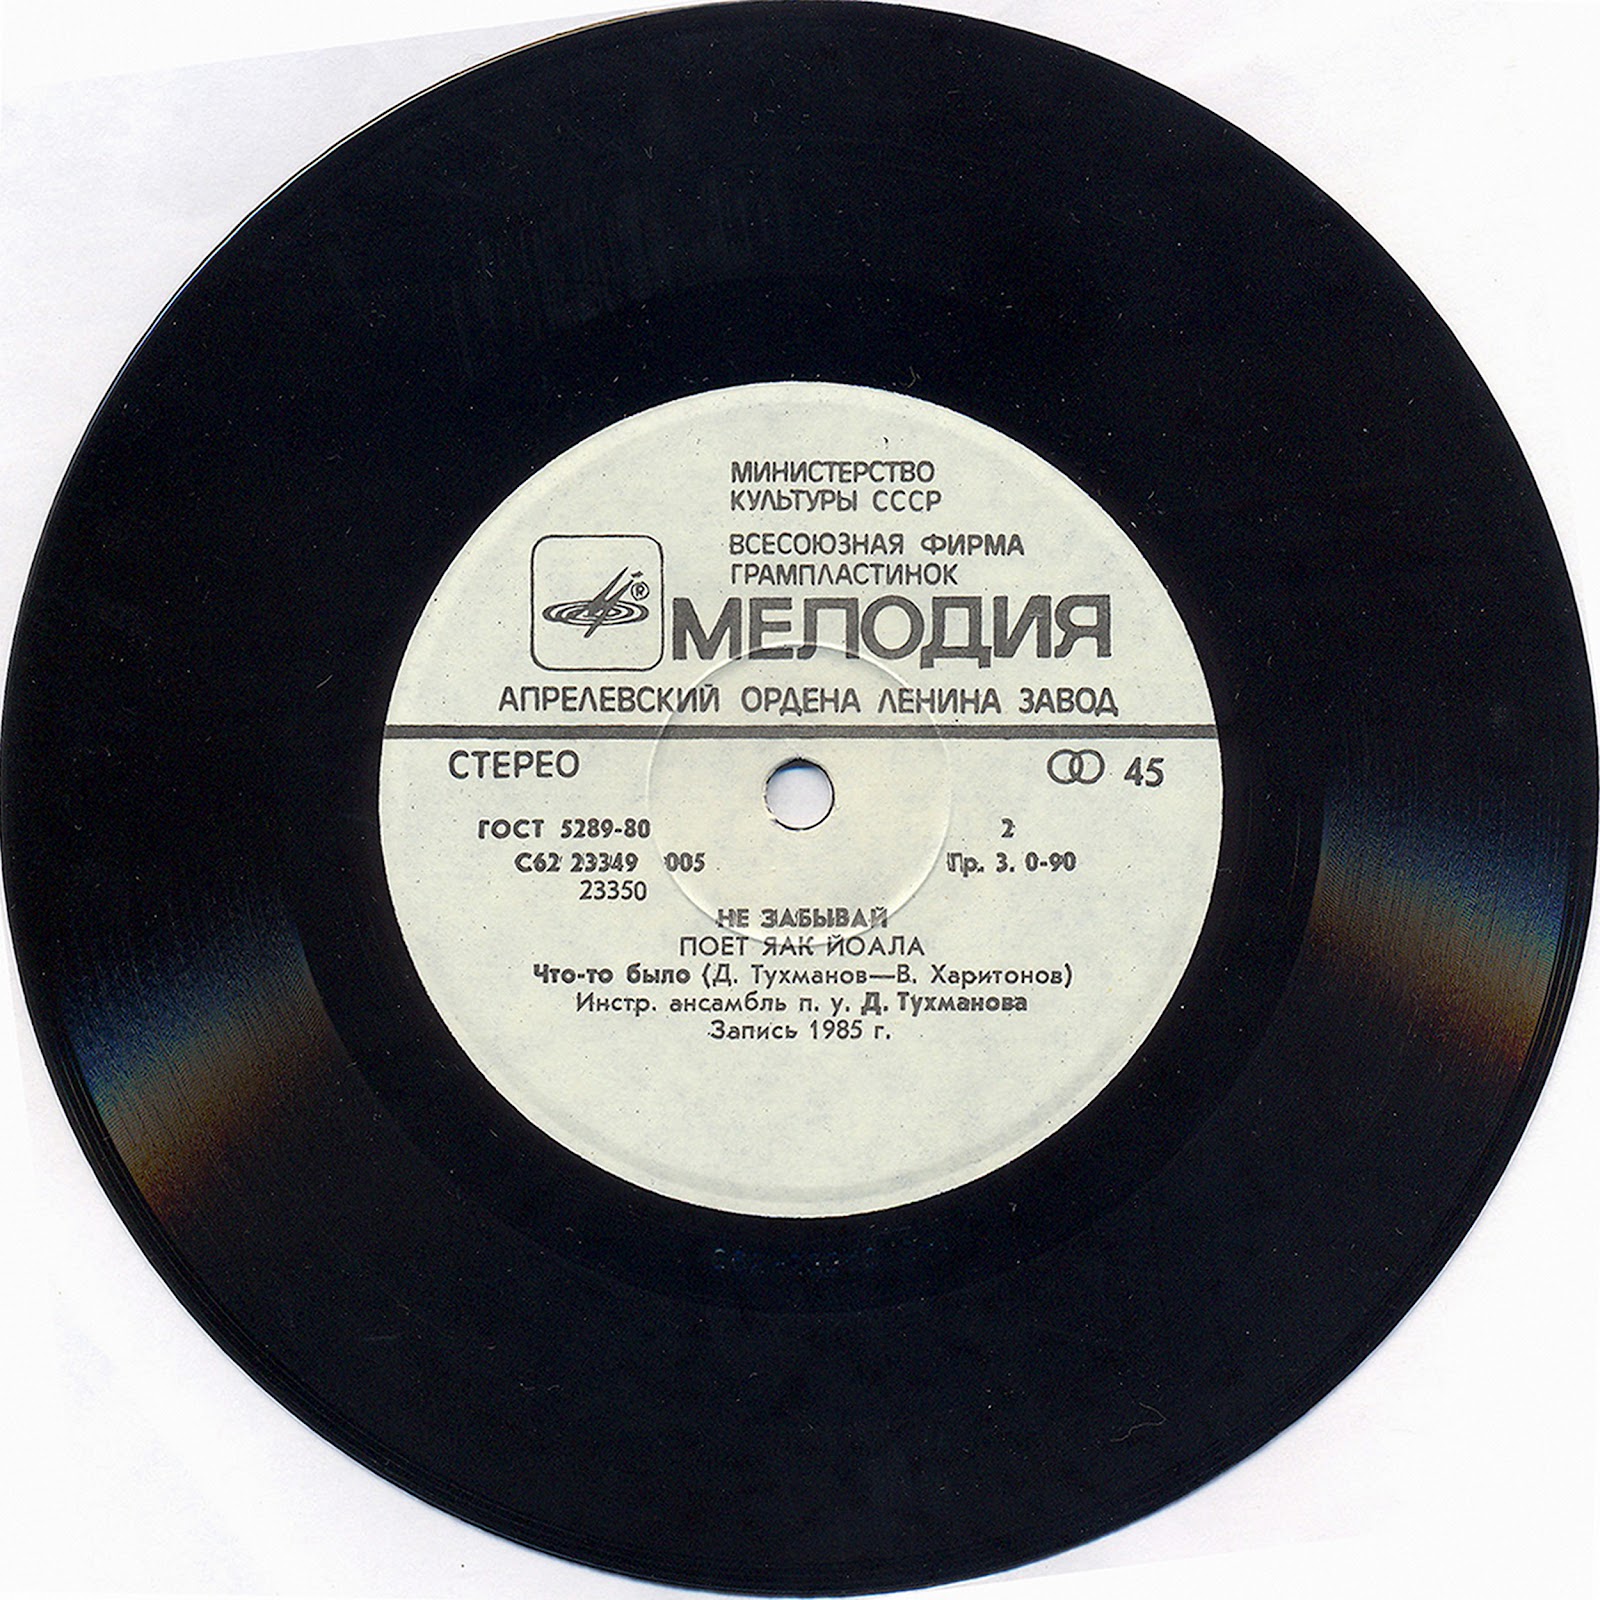 МИНИСТЕРСТВО
КУЛЬТУРЫ СССР
ВСЕСОЮЗНАЯ ФИРМА
ГРАМПЛАСТИНОК
®
МЕЛОДИЯ
АПРЕЛЕВСКИЙ ОРДЕНА ЛЕНИНА ЗАВОД
СТЕРЕО 45
ГОСТ 5289-80 2
С62 23349 005 Гр. 3. 0-90
23350
НЕ ЗАБЫВАЙ
ПОЕТ ЯАК ЙОАЛА
Что-то было (Д. Тухманов—В. Харитонов)
Инстр. ансамбль п. у. Д. Тухманова
Запись 1985 г.